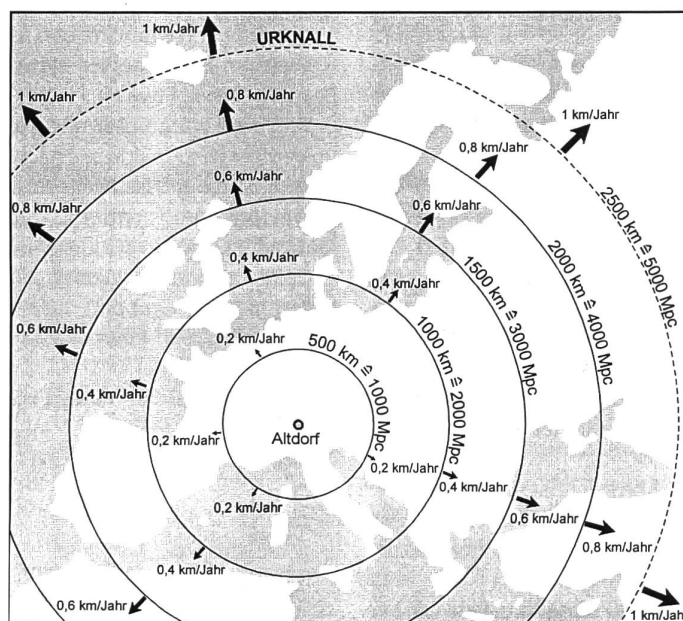 1 km/Jahr
URKNALL
1 km/Jahr
0,8 km/Jahr
1 km/Jahr
0,8 km/Jahr
0,6 km/Jahr
0,8 km/Jahr
0,6 km/Jahr
2500 km ≙ 5000 Mpc
0,4 km/Jahr
0,4 km/Jahr
2000 km ≙ 4000 Mpc
1500 km ≙ 3000 Mpc
0,6 km/Jahr
0,2 km/Jahr
1000 km ≙ 2000 Mpc
500 km ≙ 1000 Mpc
0,4 km/Jahr
Altdorf
0,2 km/Jahr
0,2 km/Jahr
0,4 km/Jahr
0,2 km/Jahr
0,6 km/Jahr
0,8 km/Jahr
0,4 km/Jahr
0,6 km/Jahr
1 km/Jahr